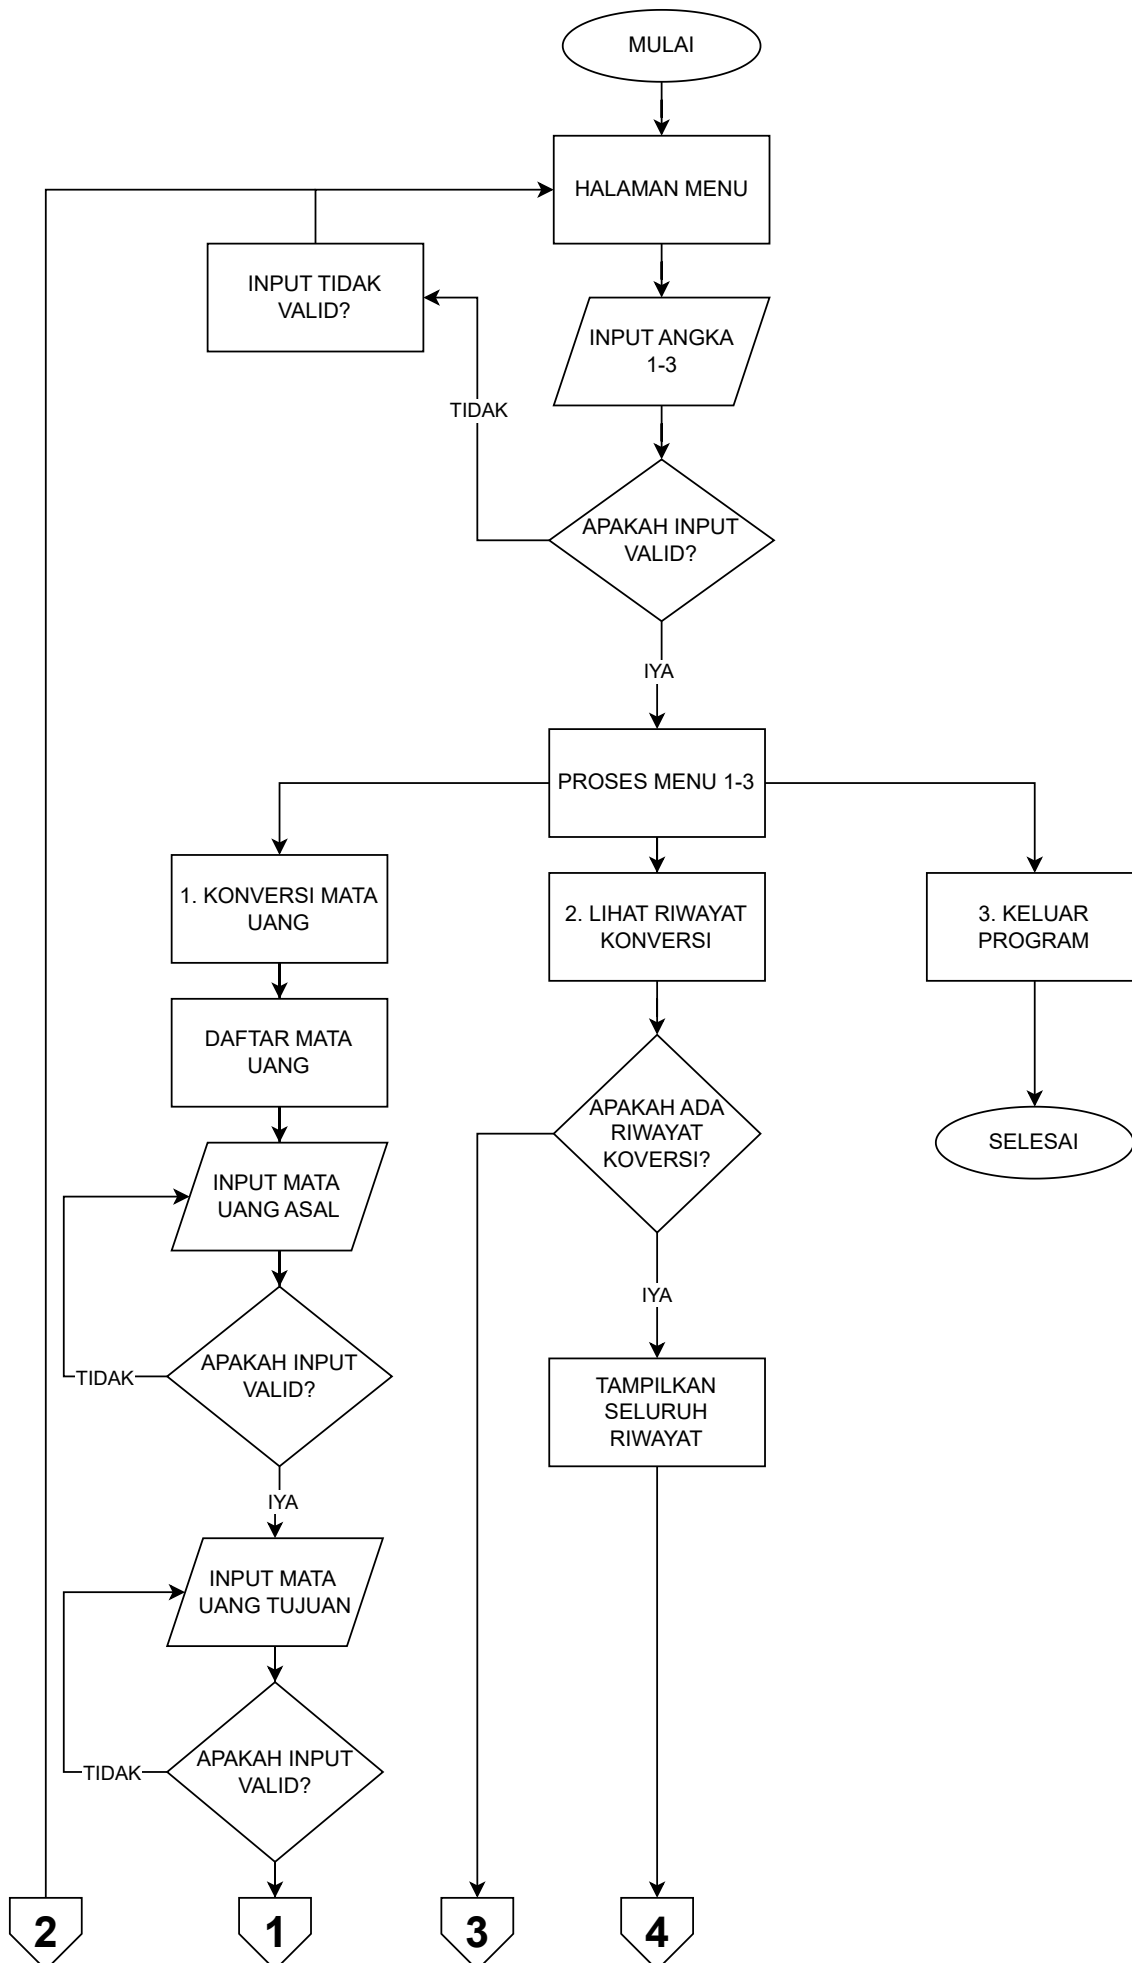 MULAI
HALAMAN MENU
INPUT TIDAK
VALID?
INPUT ANGKA
1-3
TIDAK
APAKAH INPUT
VALID?
IYA
PROSES MENU 1-3
1. KONVERSI MATA
UANG
2. LIHAT RIWAYAT
KONVERSI
3. KELUAR
PROGRAM
DAFTAR MATA
UANG
APAKAH ADA
RIWAYAT
KOVERSI?
SELESAI
INPUT MATA
UANG ASAL
IYA
APAKAH INPUT
VALID?
TIDAK
TAMPILKAN
SELURUH
RIWAYAT
IYA
INPUT MATA
UANG TUJUAN
APAKAH INPUT
VALID?
TIDAK
2
1
3
4